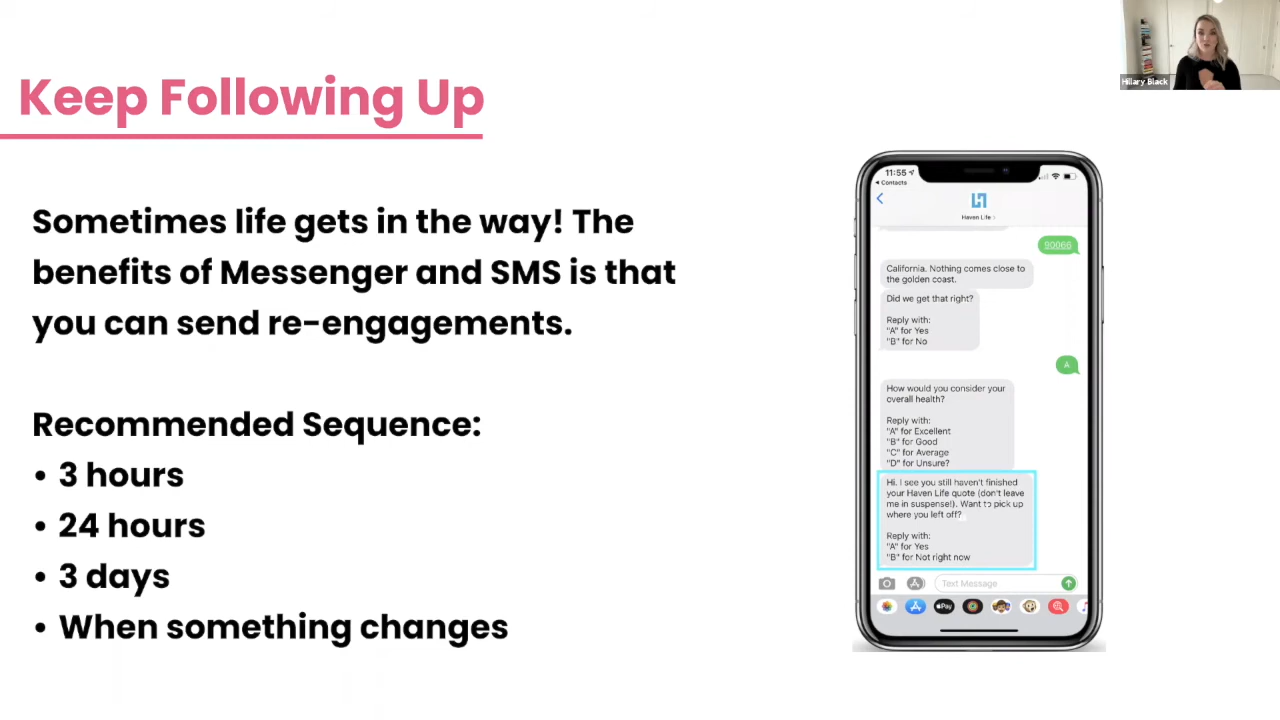 Hillary Black
Keep Following Up
Sometimes life gets in the way! The
benefits of Messenger and SMS is that
you can send re-engagements.
Recommended Sequence:
• 3 hours
• 24 hours
• 3 days
• When something changes
11:55
Contacts
Haven Life
90066
California. Nothing comes close to
the golden coast.
Did we get that right?
Reply with:
"A" for Yes
"B" for No
A
How would you consider your
overall health?
Reply with:
"A" for Excellent
"B" for Good
"C" for Average
"D" for Unsure?
Hi. I see you still haven't finished
your Haven Life quote (don't leave
me in suspense!). Want to pick up
where you left off?
Reply with:
"A" for Yes
"B" for Not right now
Text Message
Pay